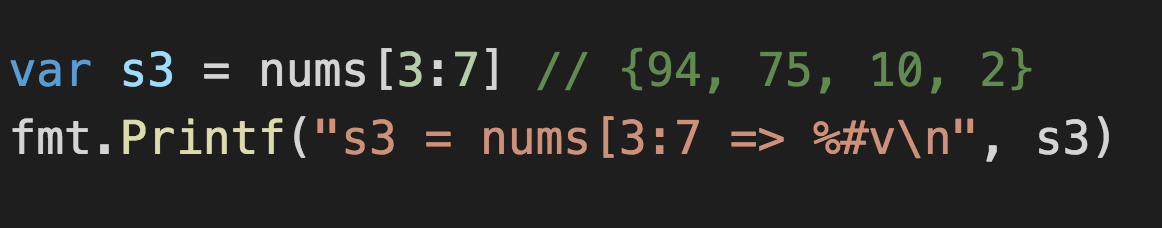 var s3 = nums[3:7] // {94, 75, 10, 2}
fmt.Printf("s3 = nums[3:7 => %#v\n", s3)